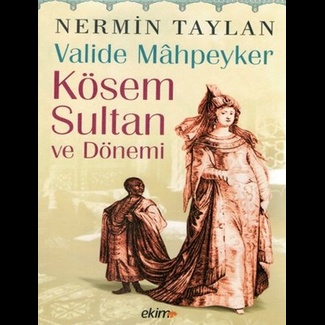 NERMİN TAYLAN
Valide Mâhpeyker
Kösem
Sultan
ve Dönemi
ekim